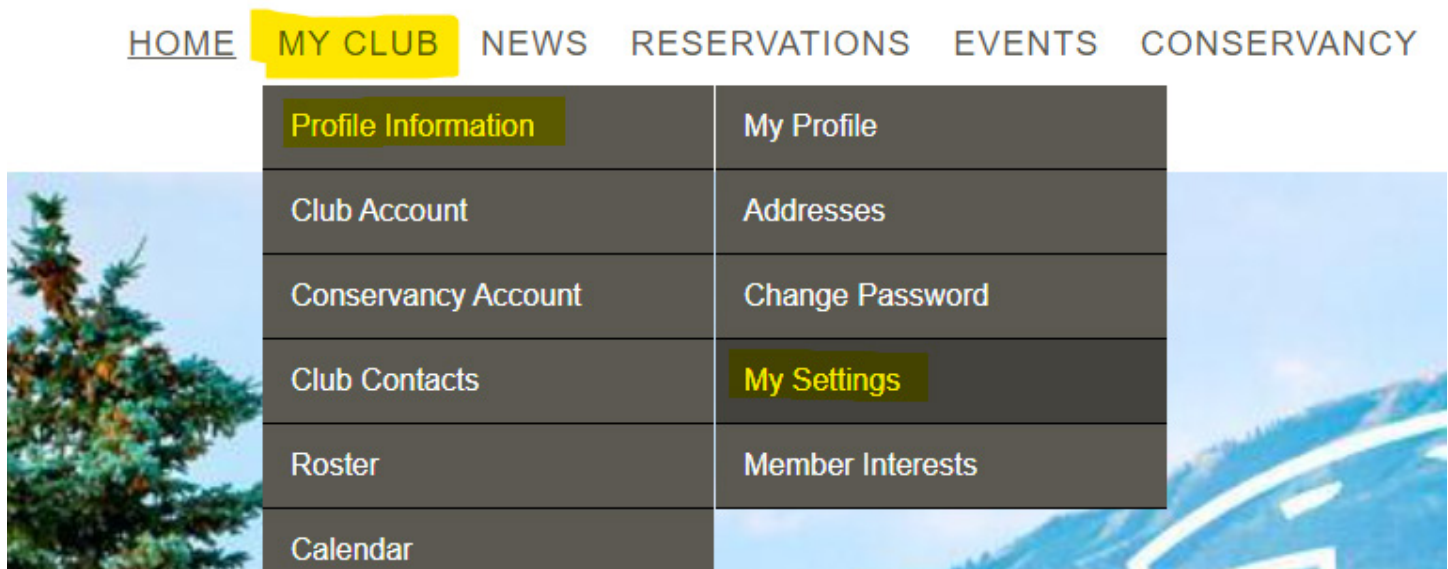 HOME MY CLUB NEWS RESERVATIONS EVENTS CONSERVANCY
Profile Information
Club Account
Conservancy Account
Club Contacts
Roster
Calendar
My Profile
Addresses
Change Password
My Settings
Member Interests